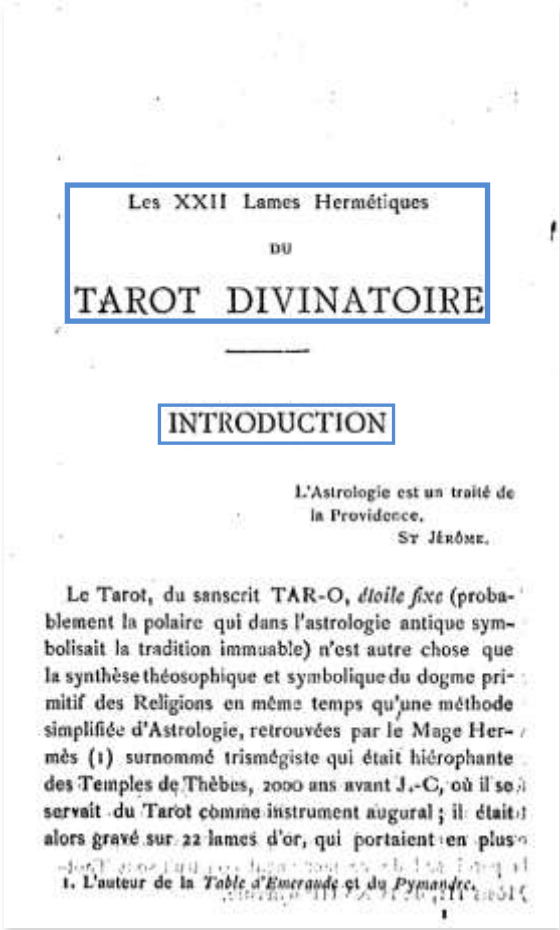 Les XXII Lames Hermétiques
DU
TAROT DIVINATOIRE
INTRODUCTION
L'Astrologie est un traité de
la Providence.
ST JÉRÔME.
Le Tarot, du sanscrit TAR-O, étoile fixe (proba-
blement la polaire qui dans l'astrologie antique sym-
bolisait la tradition immuable) n'est autre chose que
la synthèse théosophique et symbolique du dogme pri-
mitif des Religions en même temps qu'une méthode
simplifiée d'Astrologie, retrouvées par le Mage Her-
mès (1) surnommé trismégiste qui était hiérophante
des Temples de Thèbes, 2000 ans avant J.-C, où il se
servait du Tarot comme instrument augural ; il était
alors gravé sur 22 lames d'or, qui portaient en plus
1. L'auteur de la Table d'Emeraude et du Pymandre.
1